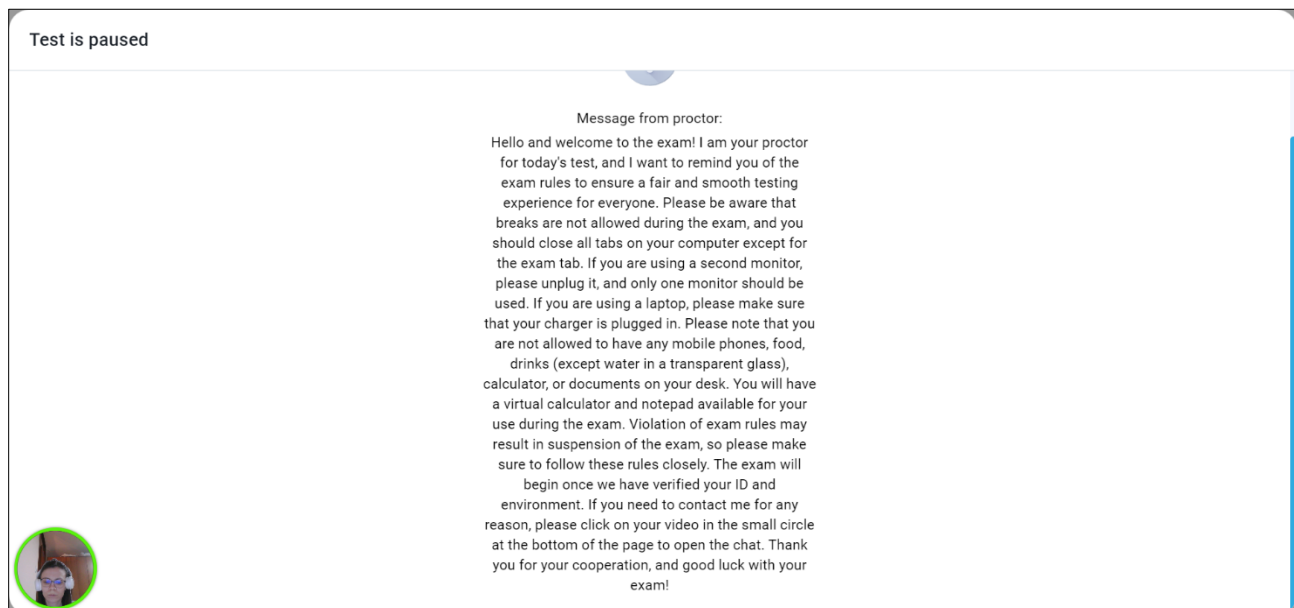 Test is paused
Message from proctor:
Hello and welcome to the exam! I am your proctor
for today's test, and I want to remind you of the
exam rules to ensure a fair and smooth testing
experience for everyone. Please be aware that
breaks are not allowed during the exam, and you
should close all tabs on your computer except for
the exam tab. If you are using a second monitor,
please unplug it, and only one monitor should be
used. If you are using a laptop, please make sure
that your charger is plugged in. Please note that you
are not allowed to have any mobile phones, food,
drinks (except water in a transparent glass),
calculator, or documents on your desk. You will have
a virtual calculator and notepad available for your
use during the exam. Violation of exam rules may
result in suspension of the exam, so please make
sure to follow these rules closely. The exam will
begin once we have verified your ID and
environment. If you need to contact me for any
reason, please click on your video in the small circle
at the bottom of the page to open the chat. Thank
you for your cooperation, and good luck with your
exam!